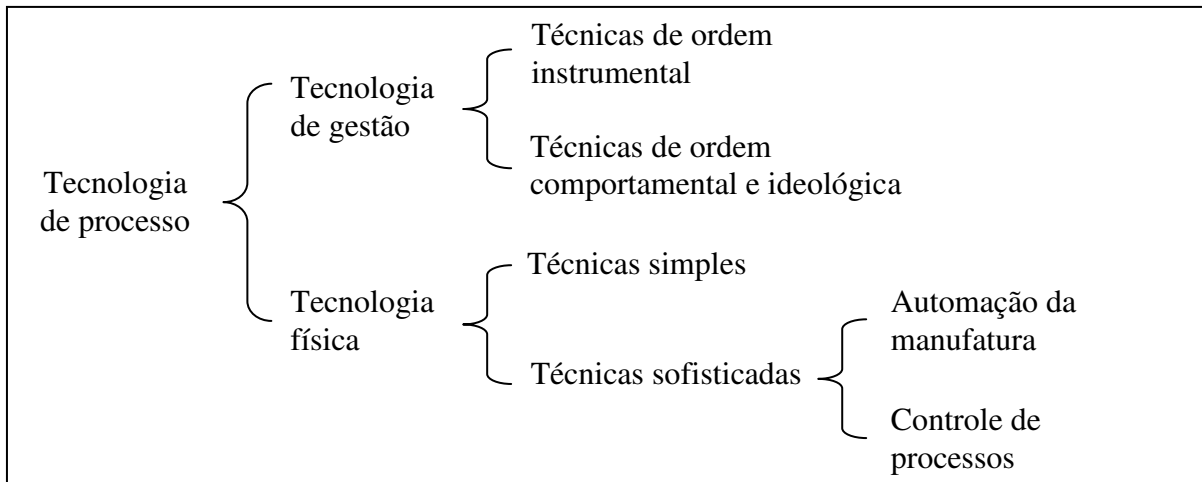 Tecnologia
de processo
Tecnologia
de gestão
Técnicas de ordem
instrumental
Técnicas de ordem
comportamental e ideológica
Tecnologia
física
Técnicas simples
Técnicas sofisticadas
Automação da
manufatura
Controle de
processos